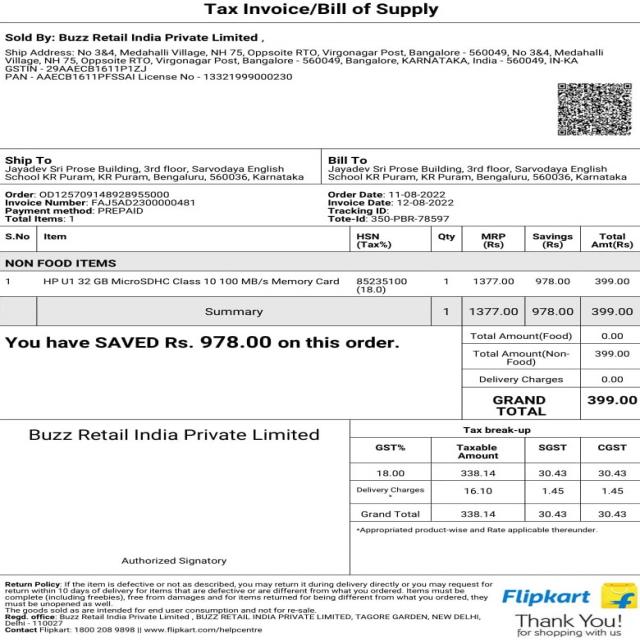 Tax Invoice/Bill of Supply
Sold By: Buzz Retail India Private Limited ,
Ship Address: No 3&4, Medahalli Village, NH 75, Oppsoite RTO, Virgonagar Post, Bangalore - 560049, No 3&4, Medahalli
Village, NH 75, Oppsoite RTO, Virgonagar Post, Bangalore - 560049, Bangalore, KARNATAKA, India - 560049, IN-KA
GSTIN - 29AAECB1611P1ZJ
PAN - AAECB1611PFSSAI License No - 13321999000230
Ship To
Jayadev Sri Prose Building, 3rd floor, Sarvodaya English
School KR Puram, KR Puram, Bengaluru, 560036, Karnataka
Bill To
Jayadev Sri Prose Building, 3rd floor, Sarvodaya English
School KR Puram, KR Puram, Bengaluru, 560036, Karnataka
Order: OD125709148928955000
Invoice Number: FAJ5AD2300000481
Payment method: PREPAID
Total Items: 1
Order Date: 11-08-2022
Invoice Date: 12-08-2022
Tracking ID:
Tote-Id: 350-PBR-78597
S.No Item HSN (Tax%) Qty MRP (Rs) Savings (Rs) Total Amt(Rs)
NON FOOD ITEMS
1 HP U1 32 GB MicroSDHC Class 10 100 MB/s Memory Card 85235100 (18.0) 1 1377.00 978.00 399.00
Summary 1 1377.00 978.00 399.00
You have SAVED Rs. 978.00 on this order.
Total Amount(Food) 0.00
Total Amount(Non-Food) 399.00
Delivery Charges 0.00
GRAND TOTAL 399.00
Buzz Retail India Private Limited
Authorized Signatory
Tax break-up
GST% Taxable Amount SGST CGST
18.00 338.14 30.43 30.43
Delivery Charges * 16.10 1.45 1.45
Grand Total 338.14 30.43 30.43
*Appropriated product-wise and Rate applicable thereunder.
Return Policy: If the item is defective or not as described, you may return it during delivery directly or you may request for
return within 10 days of delivery for items that are defective or are different from what you ordered. Items must be
complete (including freebies), free from damages and for items returned for being different from what you ordered, they
must be unopened as well.
The goods sold as are intended for end user consumption and not for re-sale.
Regd. office: Buzz Retail India Private Limited , BUZZ RETAIL INDIA PRIVATE LIMITED, TAGORE GARDEN, NEW DELHI,
Delhi - 110027
Contact Flipkart: 1800 208 9898 || www.flipkart.com/helpcentre
Flipkart
Thank You!
for shopping with us